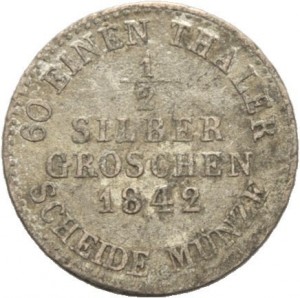 60 EINEN THALER
1/2
SILBER
GROSCHEN
1842
SCHEIDE MÜNZE